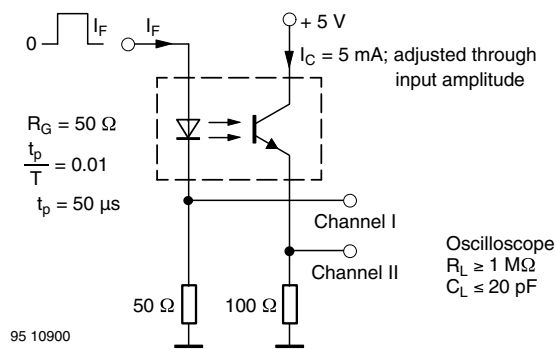 0
I_F
I_F
+ 5 V
I_C = 5 mA; adjusted through
input amplitude
R_G = 50 Ω
t_p
T
= 0.01
t_p = 50 µs
Channel I
Channel II
Oscilloscope
R_L ≥ 1 MΩ
C_L ≤ 20 pF
50 Ω
100 Ω
95 10900